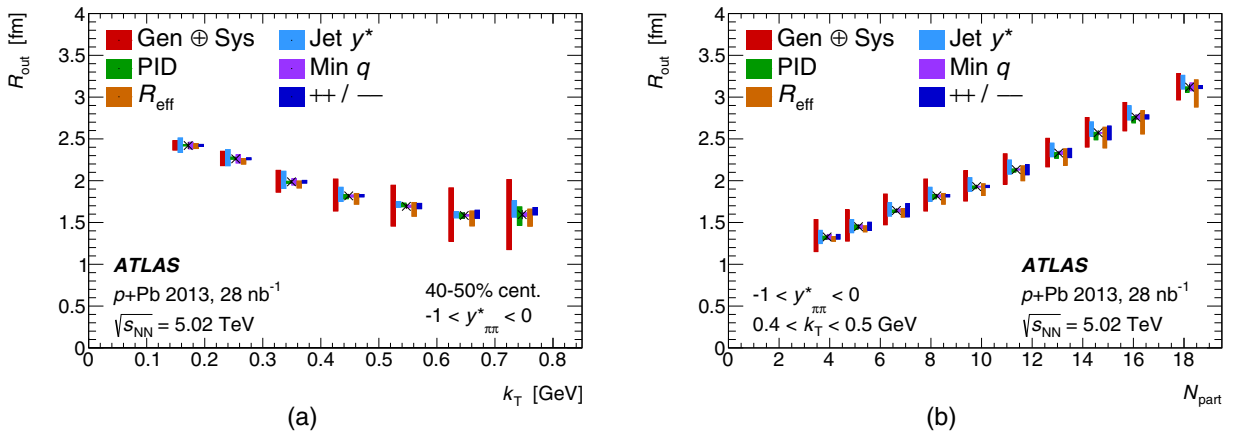 R_out [fm]
4
3.5
3
2.5
2
1.5
1
0.5
0
Gen ⊕ Sys
Jet y*
PID
Min q
R_eff
++ / −−
ATLAS
p+Pb 2013, 28 nb⁻¹
√s_NN = 5.02 TeV
40-50% cent.
-1 < y*_ππ < 0
0 0.1 0.2 0.3 0.4 0.5 0.6 0.7 0.8
k_T [GeV]
(a)
R_out [fm]
4
3.5
3
2.5
2
1.5
1
0.5
0
Gen ⊕ Sys
Jet y*
PID
Min q
R_eff
++ / −−
-1 < y*_ππ < 0
0.4 < k_T < 0.5 GeV
ATLAS
p+Pb 2013, 28 nb⁻¹
√s_NN = 5.02 TeV
0 2 4 6 8 10 12 14 16 18
N_part
(b)